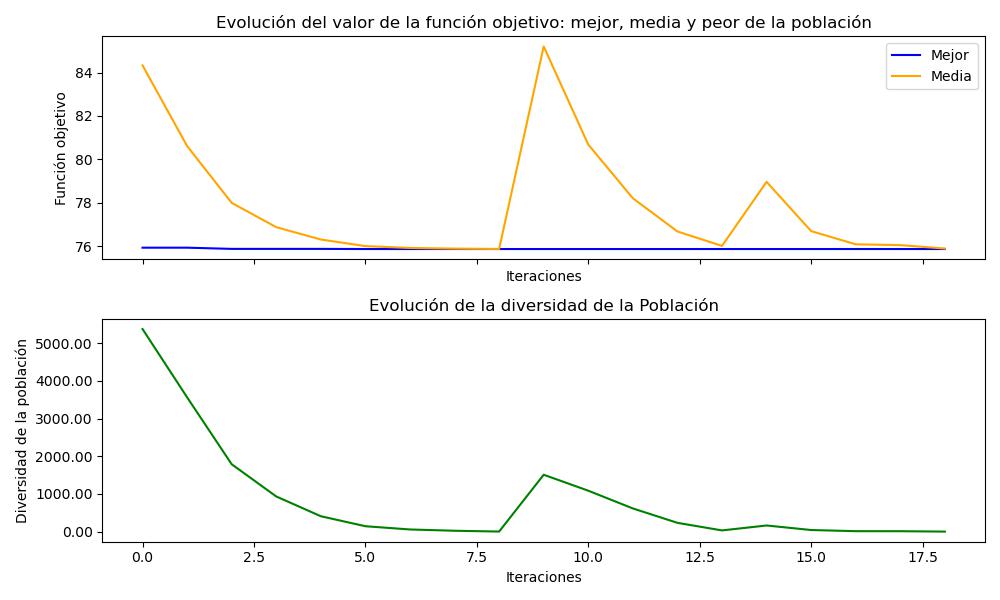 Evolución del valor de la función objetivo: mejor, media y peor de la población
Función objetivo
84
82
80
78
76
Mejor
Media
Iteraciones
Evolución de la diversidad de la Población
Diversidad de la población
5000.00
4000.00
3000.00
2000.00
1000.00
0.00
0.0 2.5 5.0 7.5 10.0 12.5 15.0 17.5
Iteraciones